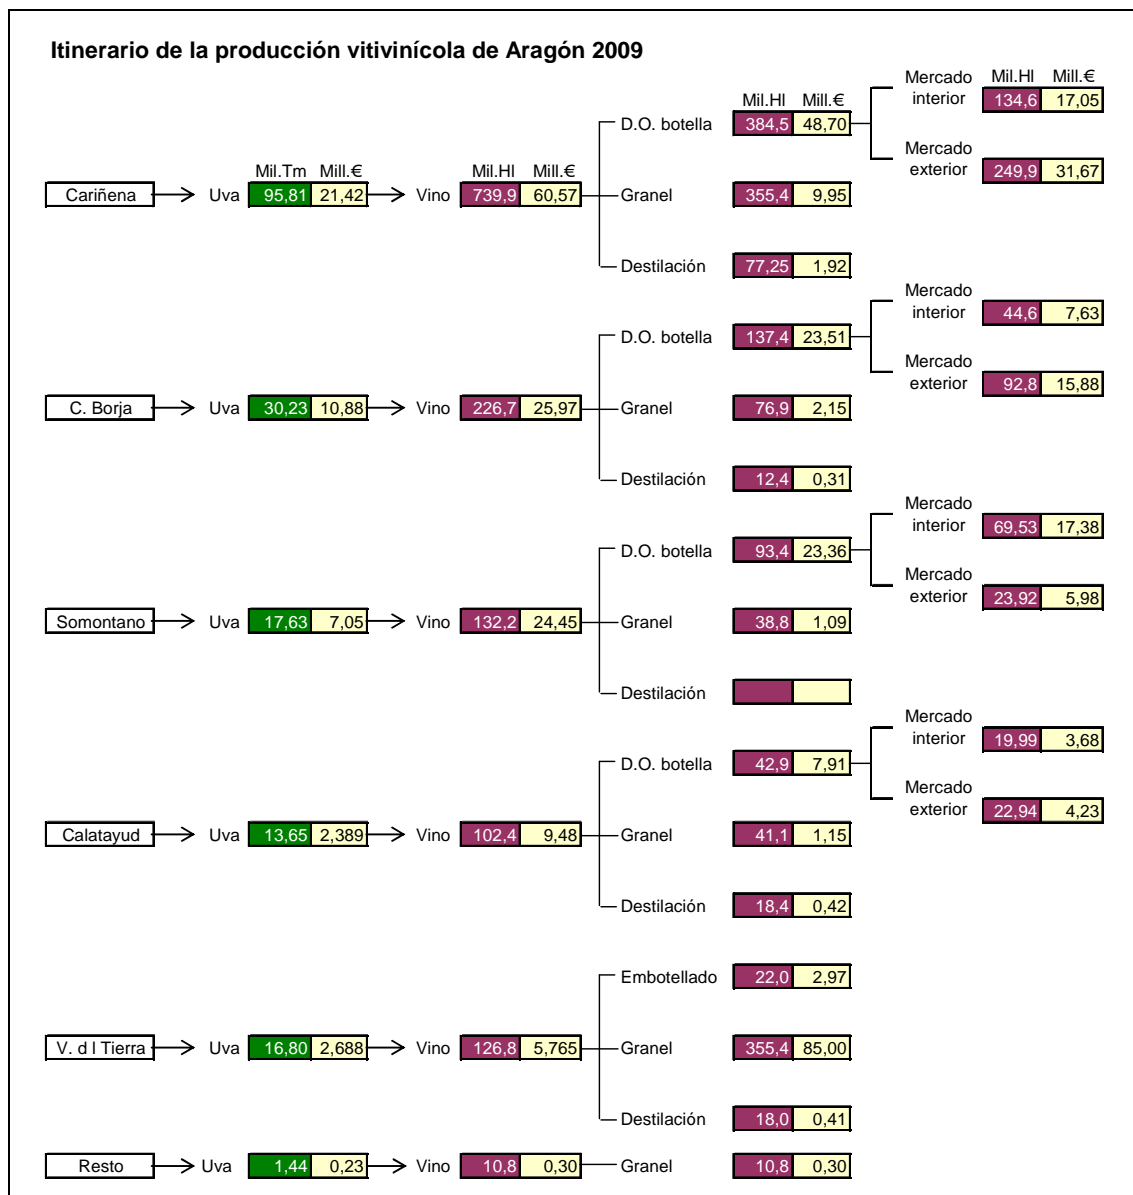 Itinerario de la producción vitivinícola de Aragón 2009
Mercado interior Mil.Hl Mill.€
134,6 17,05
Mil.Hl Mill.€
D.O. botella 384,5 48,70
Mercado exterior 249,9 31,67
Mil.Tm Mill.€ Mil.Hl Mill.€
Cariñena Uva 95,81 21,42 Vino 739,9 60,57 Granel 355,4 9,95
Destilación 77,25 1,92
Mercado interior 44,6 7,63
D.O. botella 137,4 23,51
Mercado exterior 92,8 15,88
C. Borja Uva 30,23 10,88 Vino 226,7 25,97 Granel 76,9 2,15
Destilación 12,4 0,31
Mercado interior 69,53 17,38
D.O. botella 93,4 23,36
Mercado exterior 23,92 5,98
Somontano Uva 17,63 7,05 Vino 132,2 24,45 Granel 38,8 1,09
Destilación
Mercado interior 19,99 3,68
D.O. botella 42,9 7,91
Mercado exterior 22,94 4,23
Calatayud Uva 13,65 2,389 Vino 102,4 9,48 Granel 41,1 1,15
Destilación 18,4 0,42
Embotellado 22,0 2,97
V. d l Tierra Uva 16,80 2,688 Vino 126,8 5,765 Granel 355,4 85,00
Destilación 18,0 0,41
Resto Uva 1,44 0,23 Vino 10,8 0,30 Granel 10,8 0,30